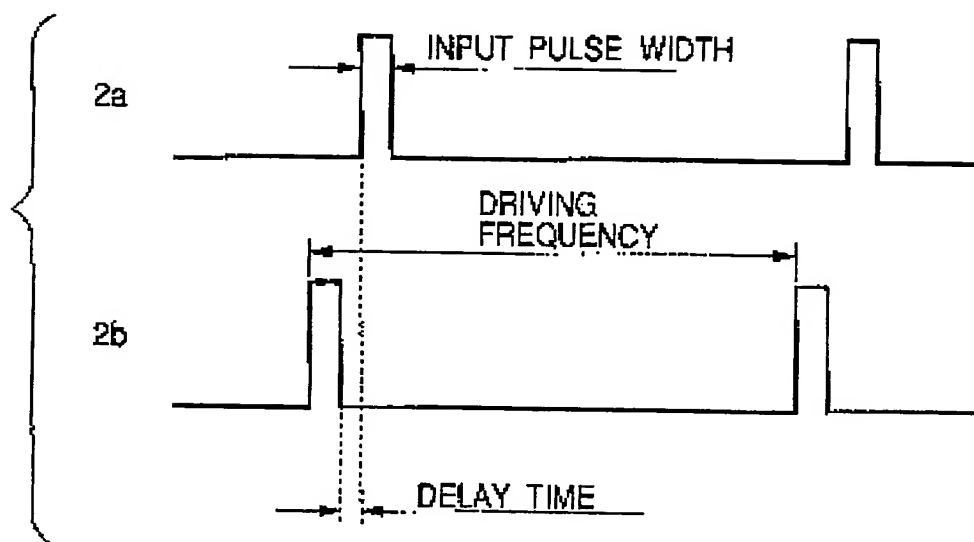 INPUT PULSE WIDTH
2a
DRIVING
FREQUENCY
2b
DELAY TIME